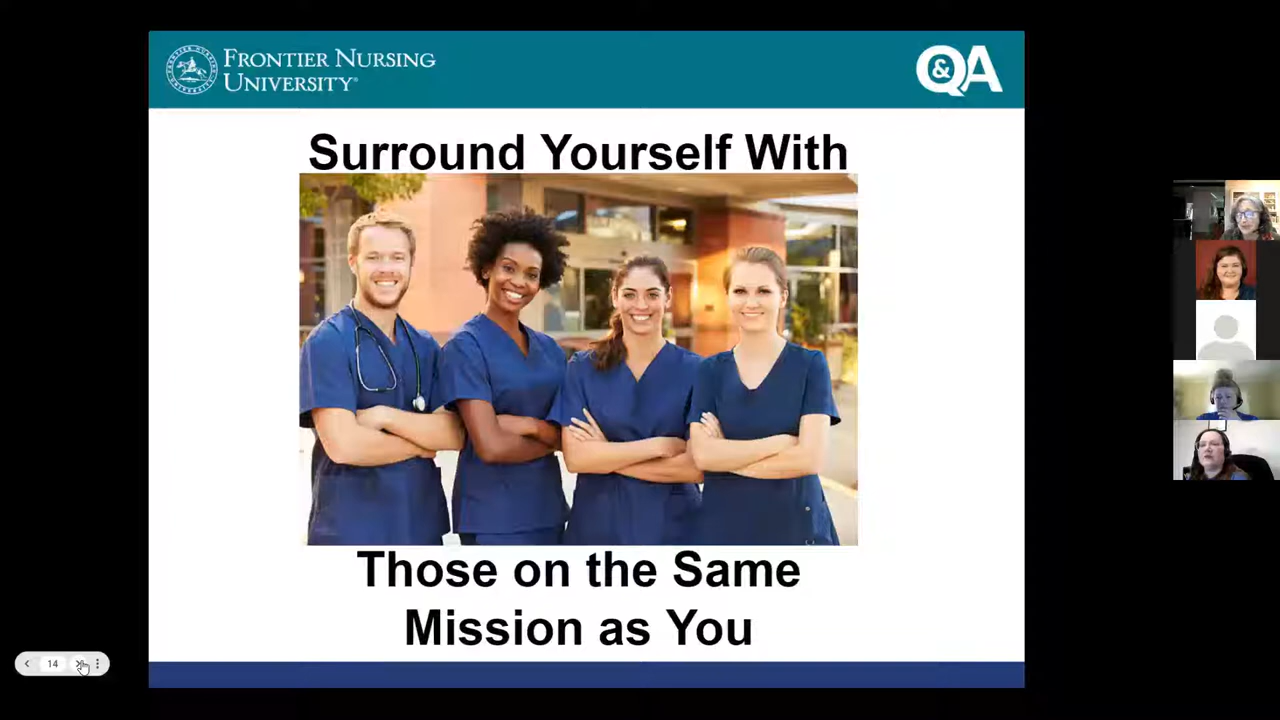 FRONTIER NURSING
UNIVERSITY®
Q&A
Surround Yourself With
Those on the Same
Mission as You
14